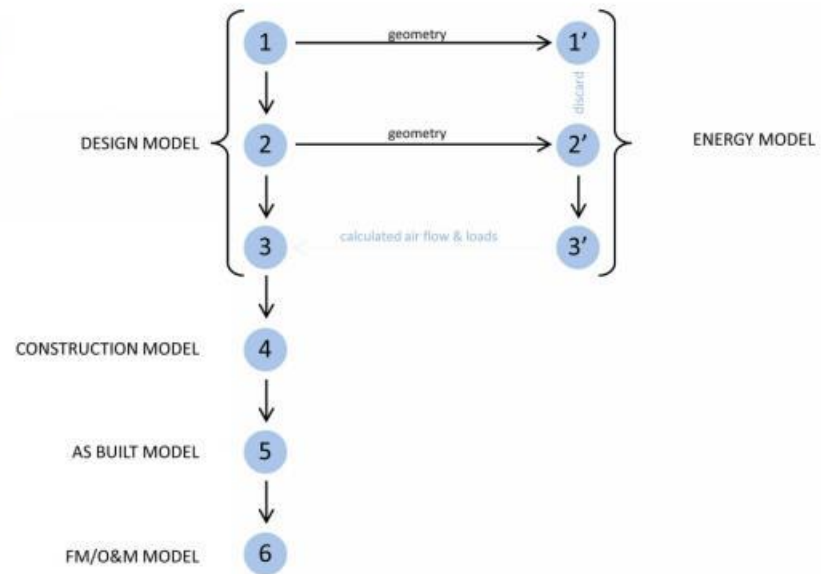 1 geometry 1'
discard
DESIGN MODEL 2 geometry 2' ENERGY MODEL
3 calculated air flow & loads 3'
CONSTRUCTION MODEL 4
AS BUILT MODEL 5
FM/O&M MODEL 6